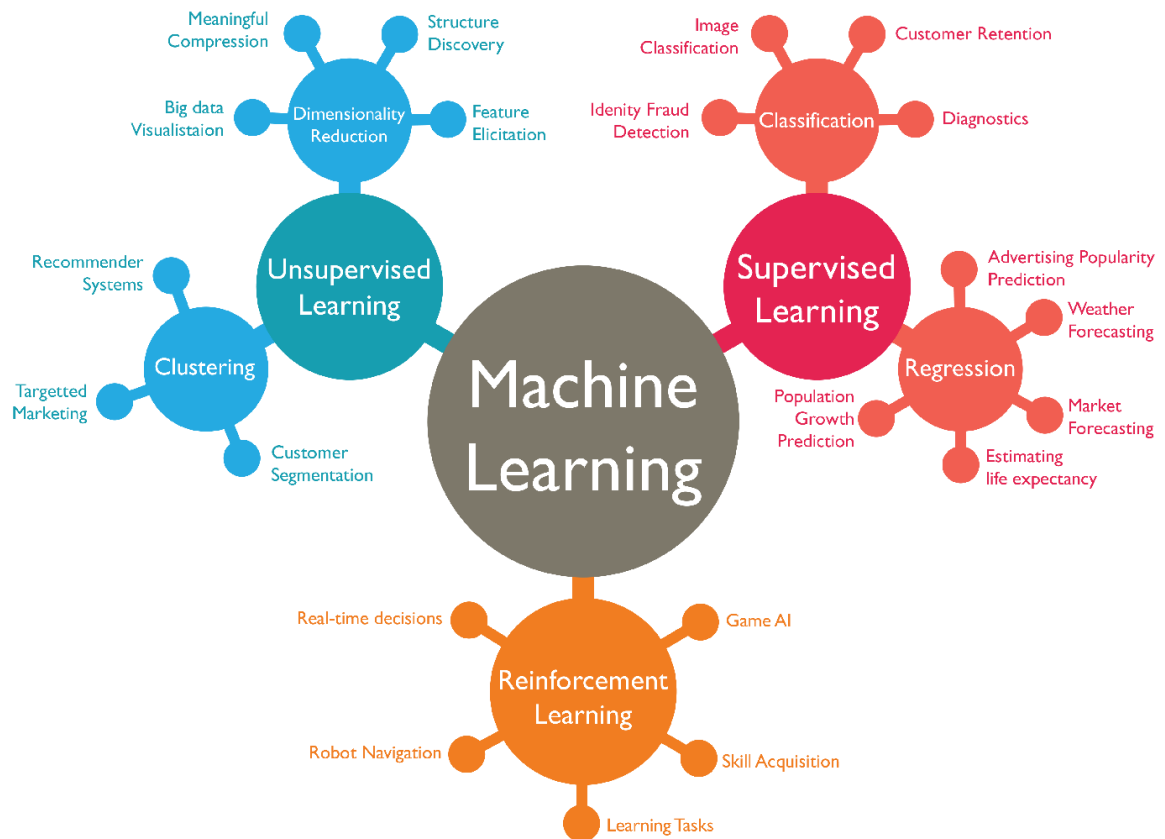 Meaningful
Compression
Structure
Discovery
Big data
Visualistaion
Dimensionality
Reduction
Feature
Elicitation
Image
Classification
Customer Retention
Idenity Fraud
Detection
Classification
Diagnostics
Recommender
Systems
Unsupervised
Learning
Clustering
Targetted
Marketing
Customer
Segmentation
Machine
Learning
Supervised
Learning
Advertising Popularity
Prediction
Weather
Forecasting
Regression
Population
Growth
Prediction
Market
Forecasting
Estimating
life expectancy
Real-time decisions
Game AI
Reinforcement
Learning
Robot Navigation
Skill Acquisition
Learning Tasks